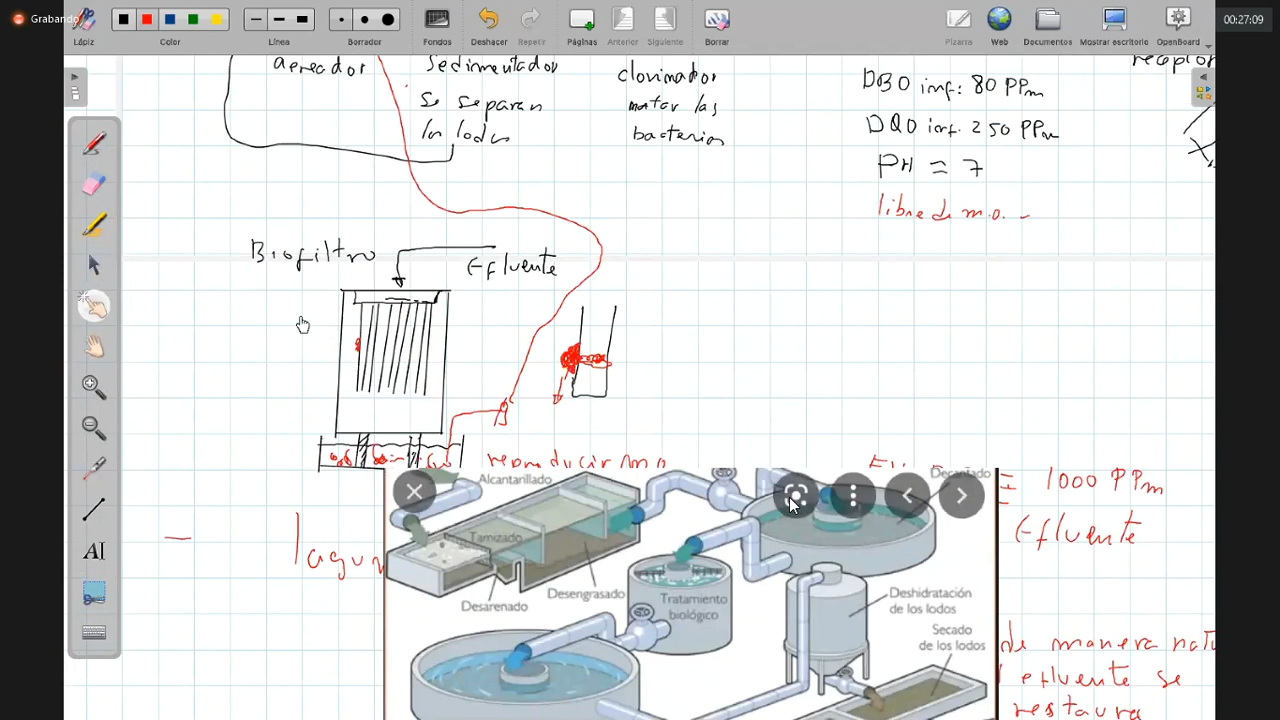 Grabando
00:27:09
Lápiz
Color
Línea
Borrador
Fondos
Deshacer
Repetir
Páginas
Anterior
Siguiente
Borrar
Pizarra
Web
Documentos
Mostrar escritorio
OpenBoard
aereador
sedimentador
clorinador
se separan
los lodos
matar las
bacterias
DBO inf: 80 PPm
DQO inf. 250 PPm
PH ≈ 7
libre de m.o.
Biofiltro
Efluente
reproducir m.o
= 1000 PPm
Efluente
de manera natu
efluente se
restaura
Alcantarillado
Tamizado
Desarenado
Desengrasado
Decantado
Tratamiento
biológico
Deshidratación
de los lodos
Secado
de los lodos
AI